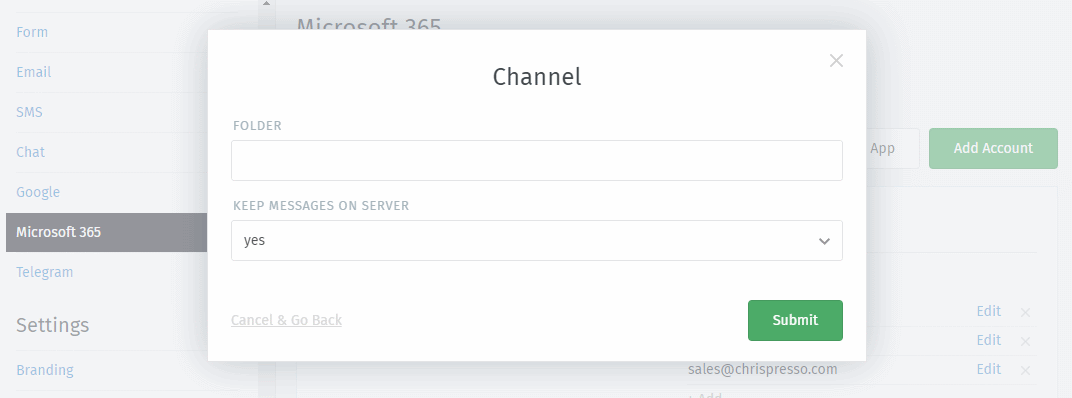 Form
Email
SMS
Chat
Google
Microsoft 365
Telegram
Settings
Branding
Microsoft 365
Channel
FOLDER
KEEP MESSAGES ON SERVER
yes
Cancel & Go Back
Submit
App
Add Account
Edit
Edit
sales@chrispresso.com
Edit
Add